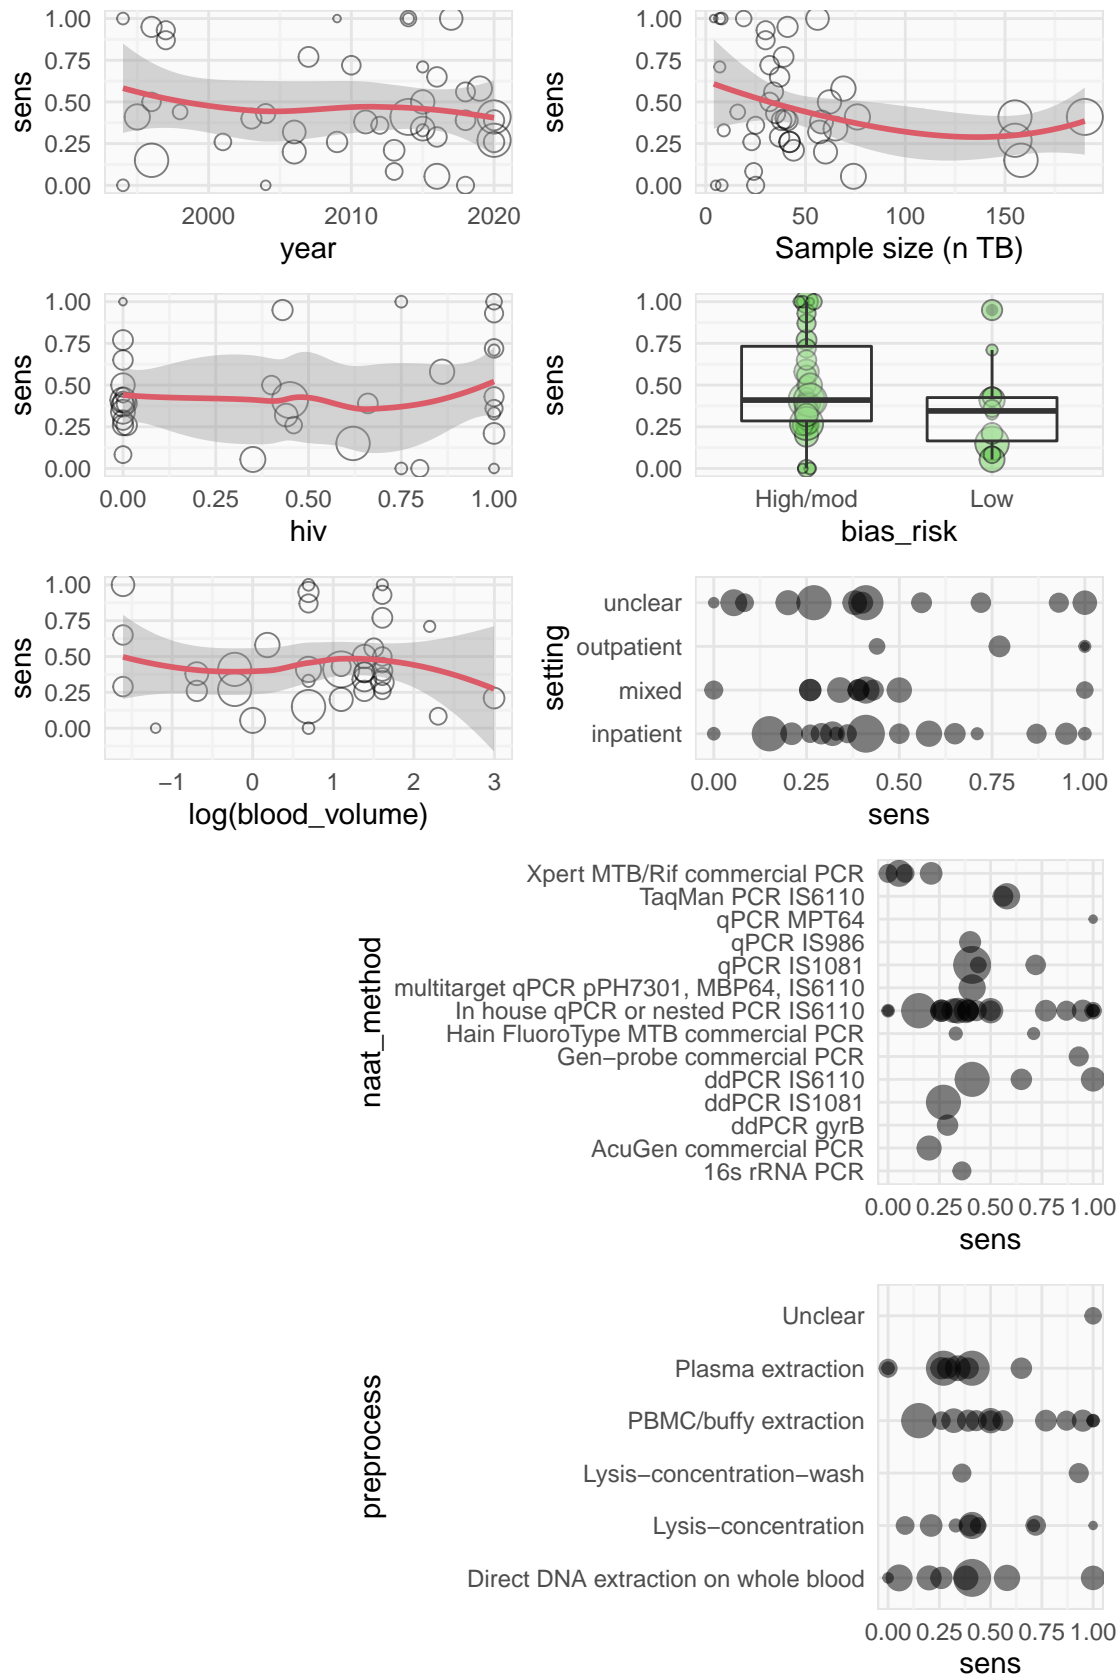 1.00
0.75
0.50
0.25
0.00
sens
2000 2010 2020
year
1.00
0.75
0.50
0.25
0.00
sens
0 50 100 150
Sample size (n TB)
1.00
0.75
0.50
0.25
0.00
sens
0.00 0.25 0.50 0.75 1.00
hiv
1.00
0.75
0.50
0.25
0.00
sens
High/mod Low
bias_risk
1.00
0.75
0.50
0.25
0.00
sens
−1 0 1 2 3
log(blood_volume)
unclear
outpatient
mixed
inpatient
setting
0.00 0.25 0.50 0.75 1.00
sens
Xpert MTB/Rif commercial PCR
TaqMan PCR IS6110
qPCR MPT64
qPCR IS986
qPCR IS1081
multitarget qPCR pPH7301, MBP64, IS6110
In house qPCR or nested PCR IS6110
Hain FluoroType MTB commercial PCR
Gen−probe commercial PCR
ddPCR IS6110
ddPCR IS1081
ddPCR gyrB
AcuGen commercial PCR
16s rRNA PCR
naat_method
0.00 0.25 0.50 0.75 1.00
sens
Unclear
Plasma extraction
PBMC/buffy extraction
Lysis−concentration−wash
Lysis−concentration
Direct DNA extraction on whole blood
preprocess
0.00 0.25 0.50 0.75 1.00
sens